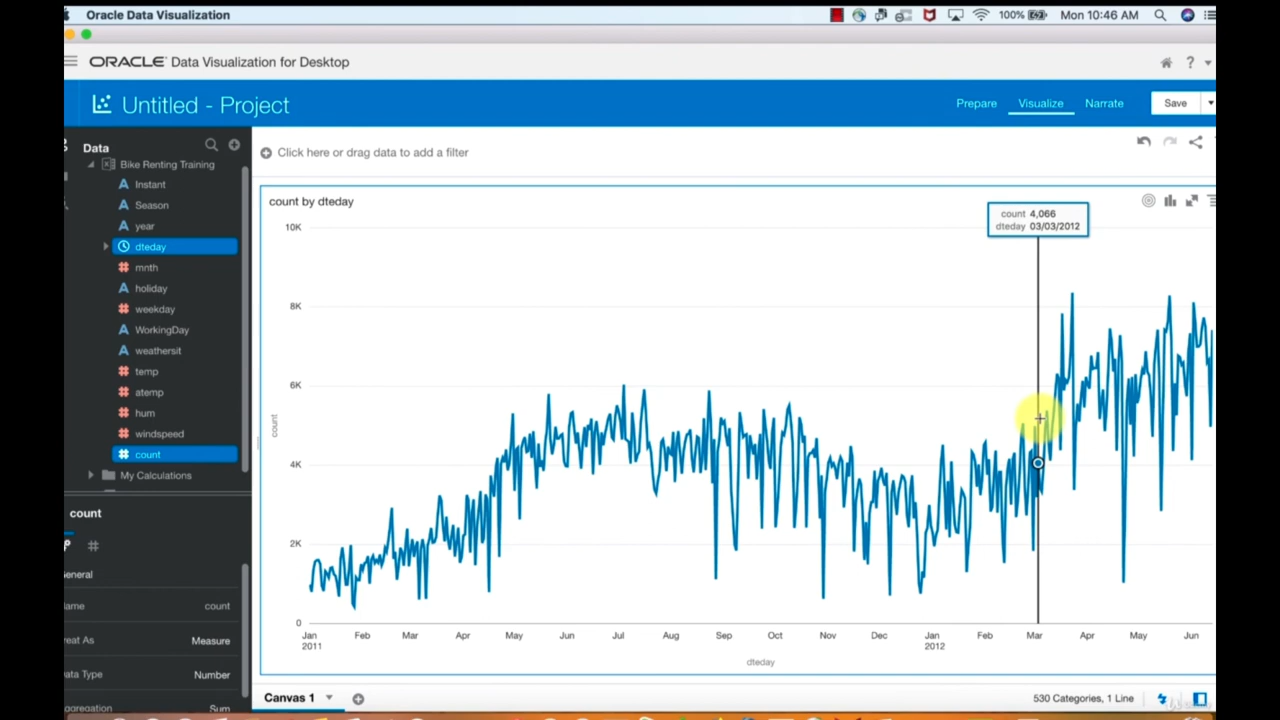 Oracle Data Visualization
100%
Mon 10:46 AM
ORACLE Data Visualization for Desktop
?
Untitled - Project
Prepare
Visualize
Narrate
Save
Data
Click here or drag data to add a filter
Bike Renting Training
A Instant
A Season
A year
dteday
# mnth
A holiday
# weekday
A WorkingDay
A weathersit
# temp
# atemp
# hum
# windspeed
# count
My Calculations
count by dteday
count 4,066
dteday 03/03/2012
10K
8K
6K
4K
2K
0
count
Jan Feb Mar Apr May Jun Jul Aug Sep Oct Nov Dec Jan Feb Mar Apr May Jun
2011 2012
dteday
count
#
eneral
ame count
eat As Measure
ata Type Number
ggregation Sum
Canvas 1
530 Categories, 1 Line